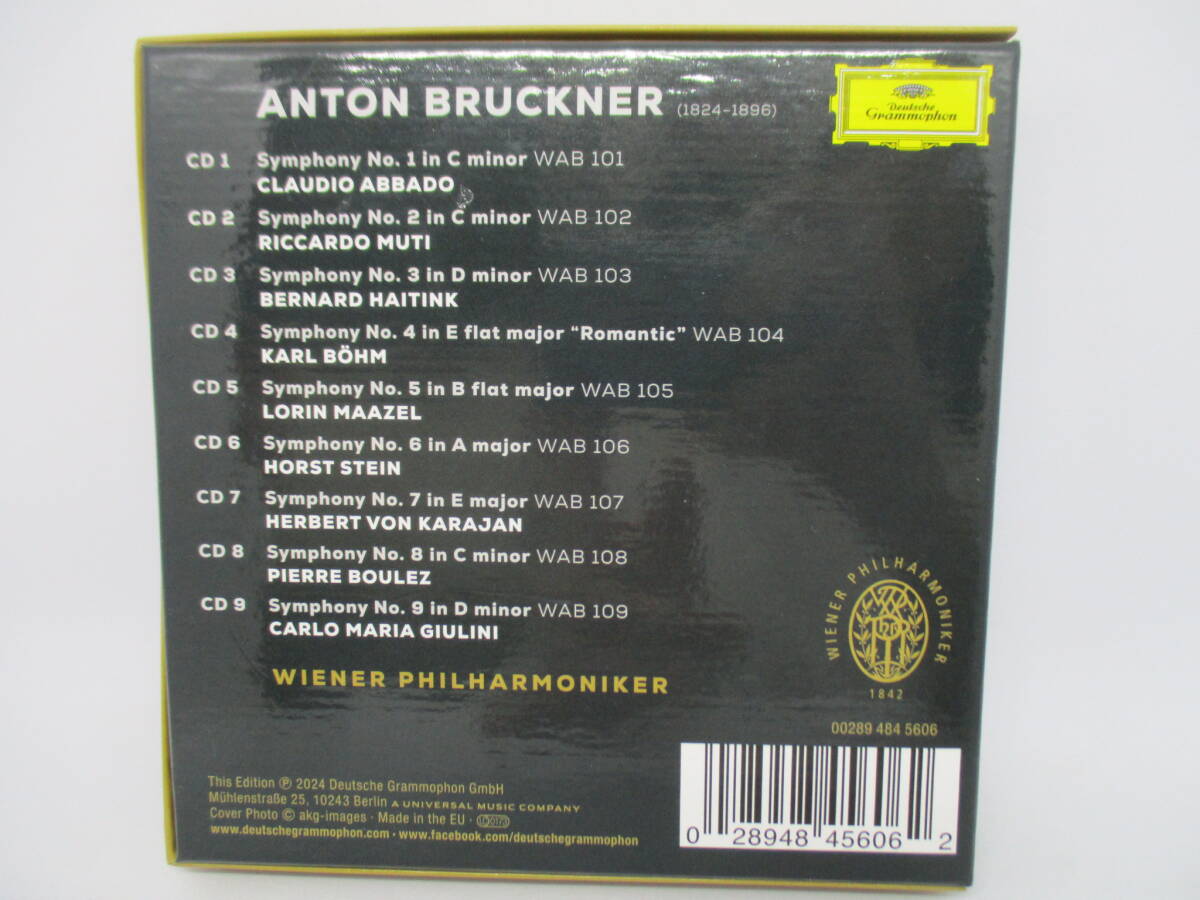 ANTON BRUCKNER (1824-1896)
Deutsche
Grammophon
CD 1 Symphony No. 1 in C minor WAB 101
CLAUDIO ABBADO
CD 2 Symphony No. 2 in C minor WAB 102
RICCARDO MUTI
CD 3 Symphony No. 3 in D minor WAB 103
BERNARD HAITINK
CD 4 Symphony No. 4 in E flat major “Romantic” WAB 104
KARL BÖHM
CD 5 Symphony No. 5 in B flat major WAB 105
LORIN MAAZEL
CD 6 Symphony No. 6 in A major WAB 106
HORST STEIN
CD 7 Symphony No. 7 in E major WAB 107
HERBERT VON KARAJAN
CD 8 Symphony No. 8 in C minor WAB 108
PIERRE BOULEZ
CD 9 Symphony No. 9 in D minor WAB 109
CARLO MARIA GIULINI
WIENER PHILHARMONIKER
WIENER PHILHARMONIKER
1842
00289 484 5606
This Edition ℗ 2024 Deutsche Grammophon GmbH
Mühlenstraße 25, 10243 Berlin A UNIVERSAL MUSIC COMPANY
Cover Photo © akg-images · Made in the EU ·
www.deutschegrammophon.com · www.facebook.com/deutschegrammophon
0 28948 45606 2